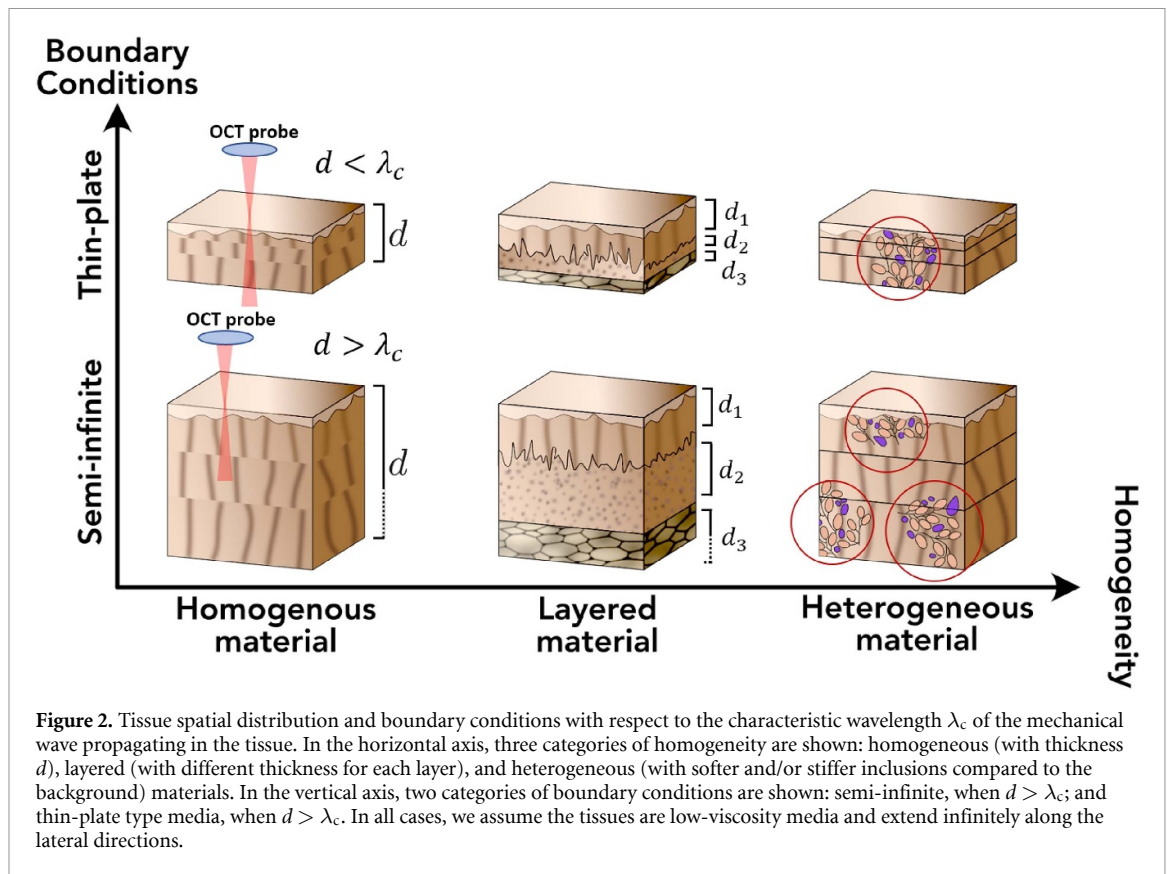 Boundary
Conditions
Thin-plate
OCT probe
d < λc
d
d1
d2
d3
Semi-infinite
OCT probe
d > λc
d
d1
d2
d3
Homogeneity
Homogenous
material
Layered
material
Heterogeneous
material
Figure 2. Tissue spatial distribution and boundary conditions with respect to the characteristic wavelength λc of the mechanical
wave propagating in the tissue. In the horizontal axis, three categories of homogeneity are shown: homogeneous (with thickness
d), layered (with different thickness for each layer), and heterogeneous (with softer and/or stiffer inclusions compared to the
background) materials. In the vertical axis, two categories of boundary conditions are shown: semi-infinite, when d > λc; and
thin-plate type media, when d > λc. In all cases, we assume the tissues are low-viscosity media and extend infinitely along the
lateral directions.